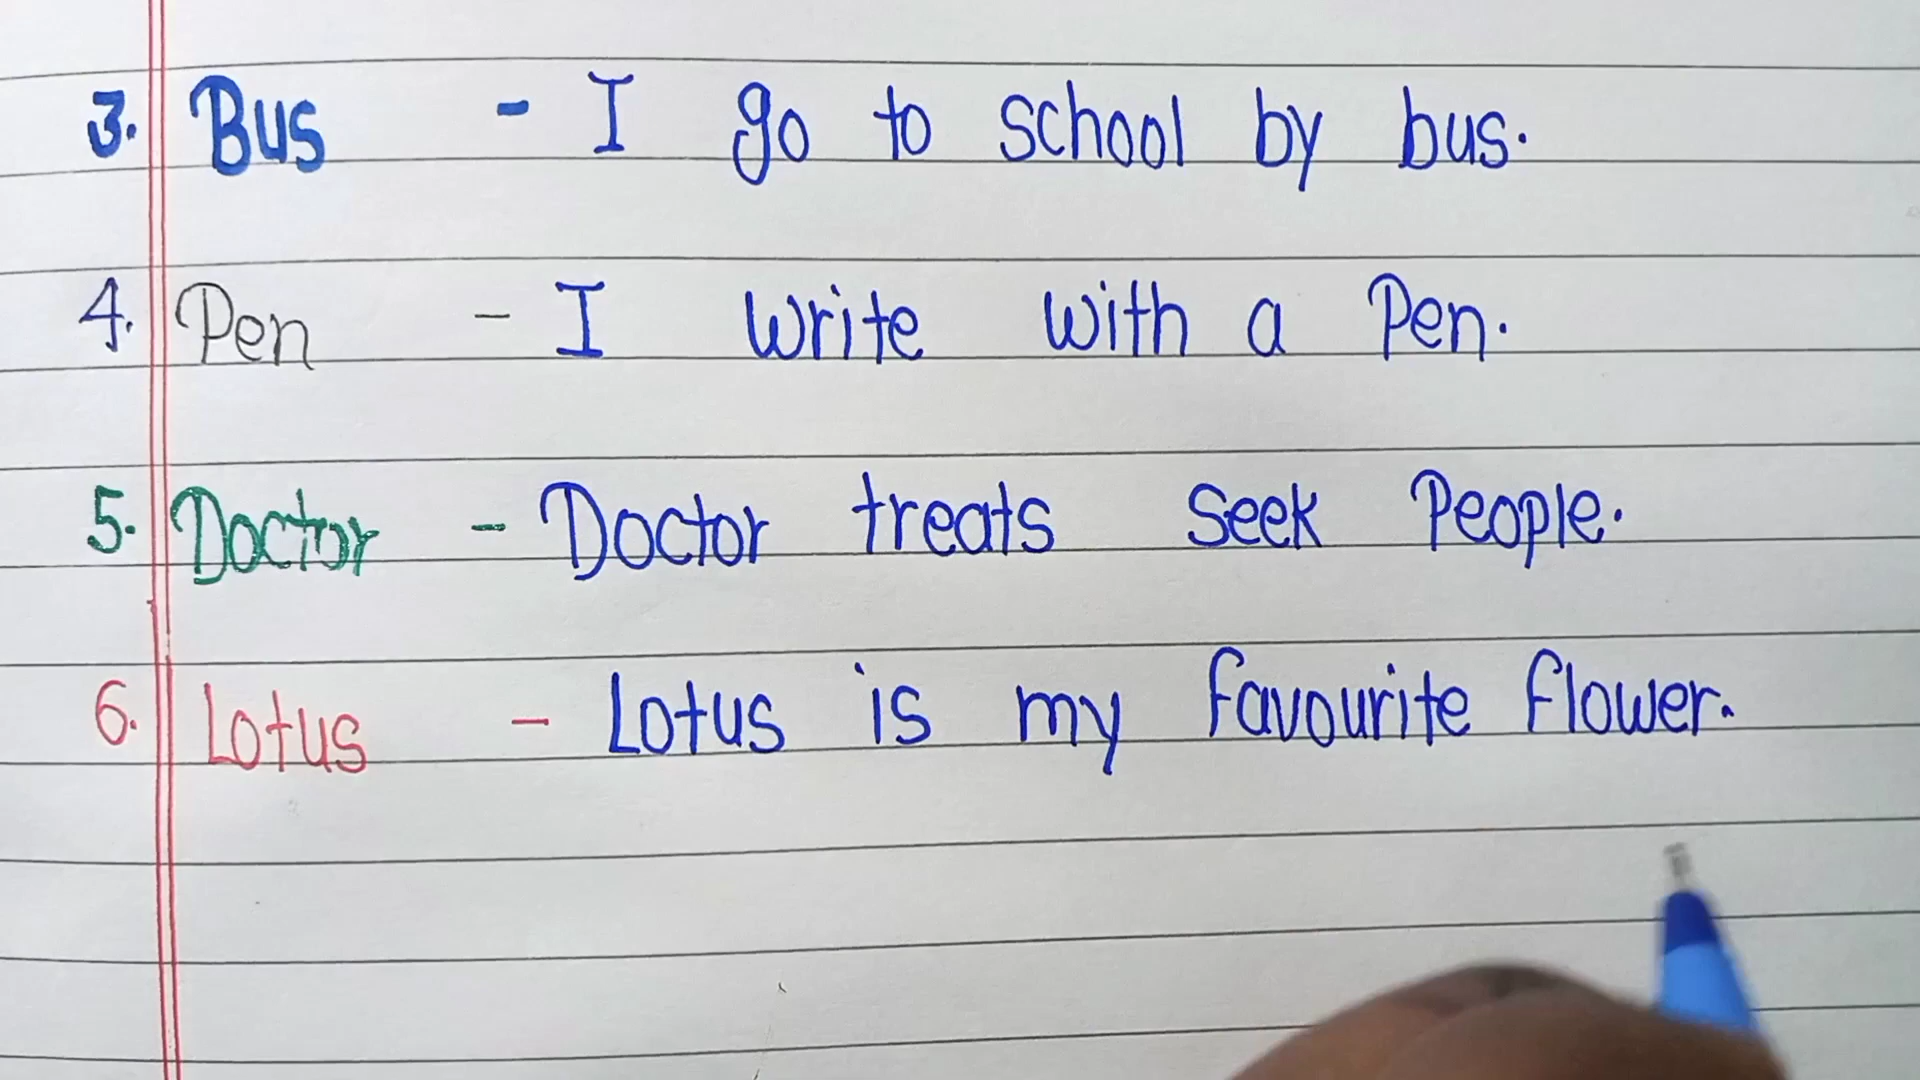 3. Bus - I go to school by bus.
4. Pen - I write with a Pen.
5. Doctor - Doctor treats Seek People.
6. Lotus - Lotus is my favourite flower.